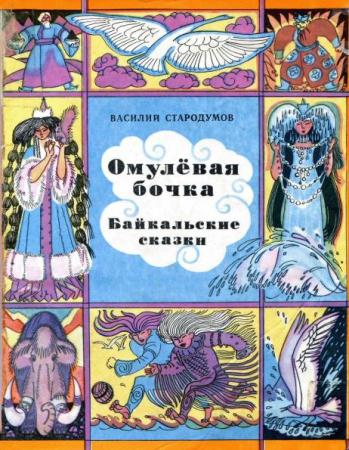 ВАСИЛИЙ СТАРОДУМОВ
Омулёвая
бочка
Байкальские
сказки